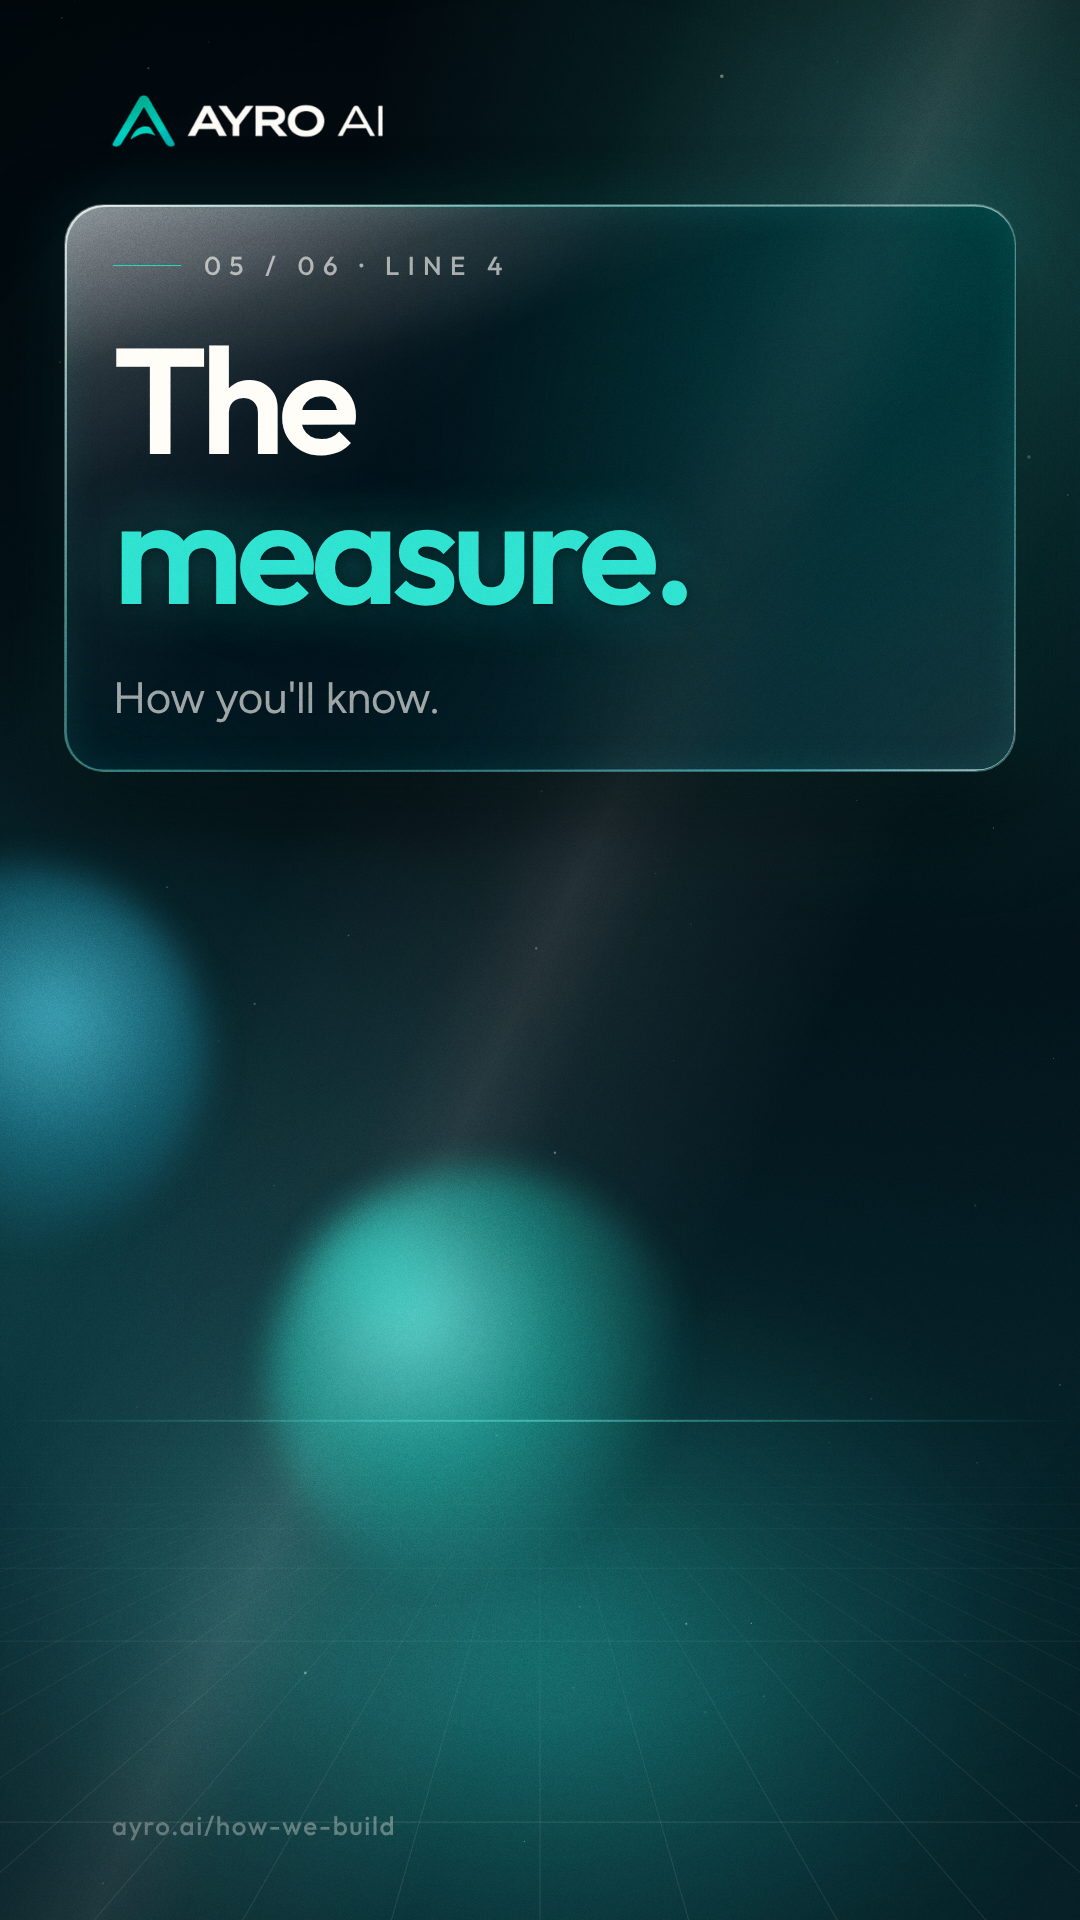 AYRO AI
05 / 06 · LINE 4
The
measure.
How you'll know.
ayro.ai/how-we-build